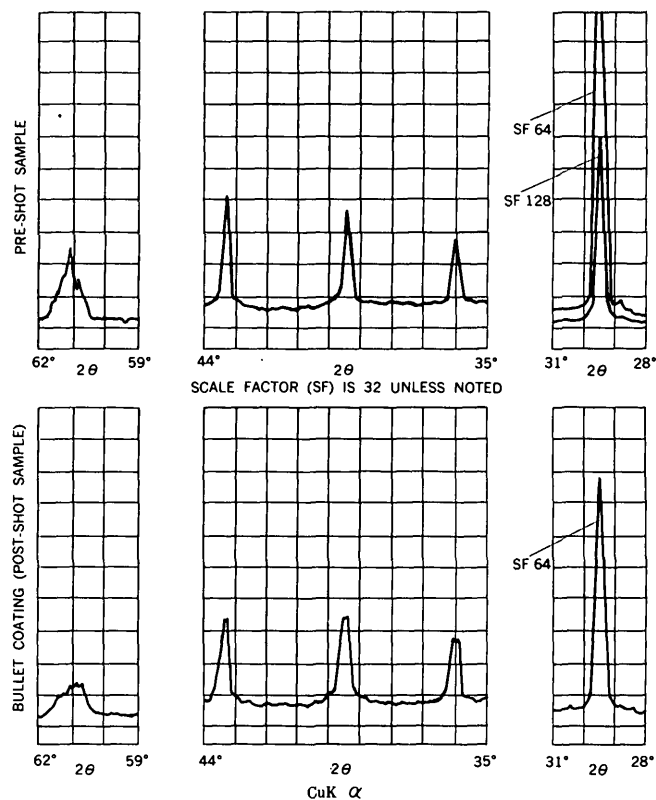 PRE-SHOT SAMPLE
SF 64
SF 128
62° 2θ 59°
44° 2θ 35°
31° 2θ 28°
SCALE FACTOR (SF) IS 32 UNLESS NOTED
BULLET COATING (POST-SHOT SAMPLE)
SF 64
62° 2θ 59°
44° 2θ 35°
31° 2θ 28°
CuK α